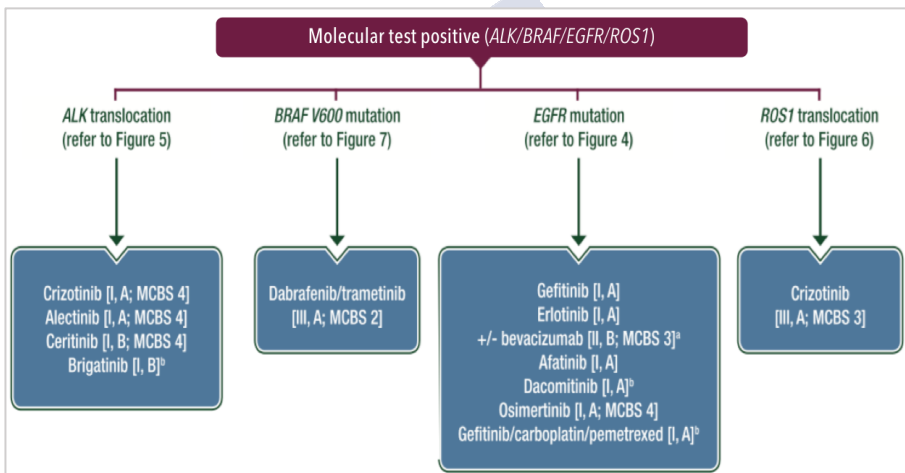 Molecular test positive (ALK/BRAF/EGFR/ROS1)
ALK translocation
(refer to Figure 5)
BRAF V600 mutation
(refer to Figure 7)
EGFR mutation
(refer to Figure 4)
ROS1 translocation
(refer to Figure 6)
Crizotinib [I, A; MCBS 4]
Alectinib [I, A; MCBS 4]
Ceritinib [I, B; MCBS 4]
Brigatinib [I, B]ᵇ
Dabrafenib/trametinib
[III, A; MCBS 2]
Gefitinib [I, A]
Erlotinib [I, A]
+/- bevacizumab [II, B; MCBS 3]ᵃ
Afatinib [I, A]
Dacomitinib [I, A]ᵇ
Osimertinib [I, A; MCBS 4]
Gefitinib/carboplatin/pemetrexed [I, A]ᵇ
Crizotinib
[III, A; MCBS 3]